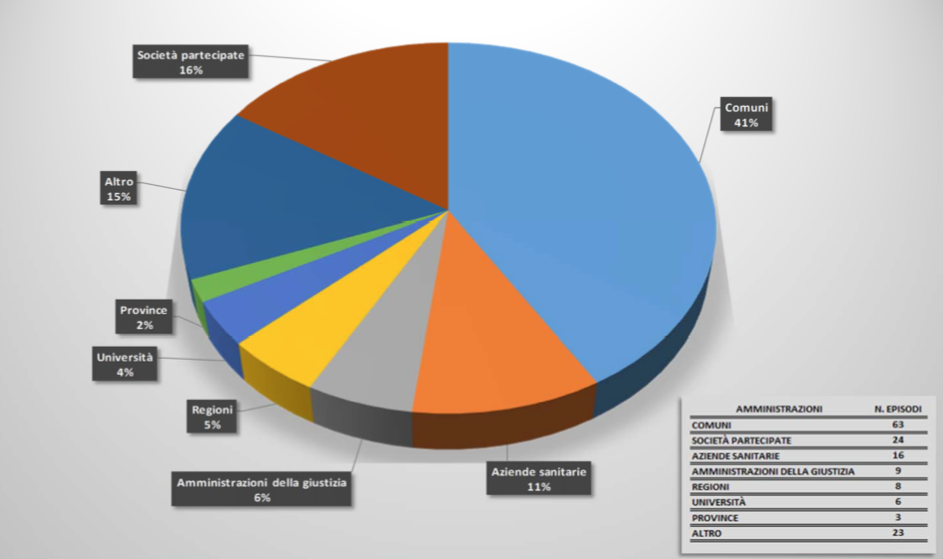 Società partecipate
16%
Comuni
41%
Altro
15%
Province
2%
Università
4%
Regioni
5%
Amministrazioni della giustizia
6%
Aziende sanitarie
11%
AMMINISTRAZIONI N. EPISODI
COMUNI 63
SOCIETÀ PARTECIPATE 24
AZIENDE SANITARIE 16
AMMINISTRAZIONI DELLA GIUSTIZIA 9
REGIONI 8
UNIVERSITÀ 6
PROVINCE 3
ALTRO 23